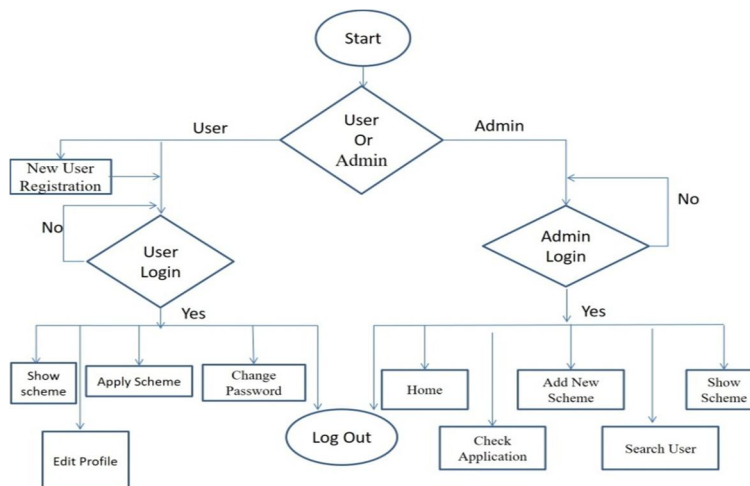 Start
User
Or
Admin
User
Admin
New User
Registration
No
User
Login
Admin
Login
No
Yes
Yes
Show
scheme
Apply Scheme
Change
Password
Home
Add New
Scheme
Show
Scheme
Edit Profile
Log Out
Check
Application
Search User